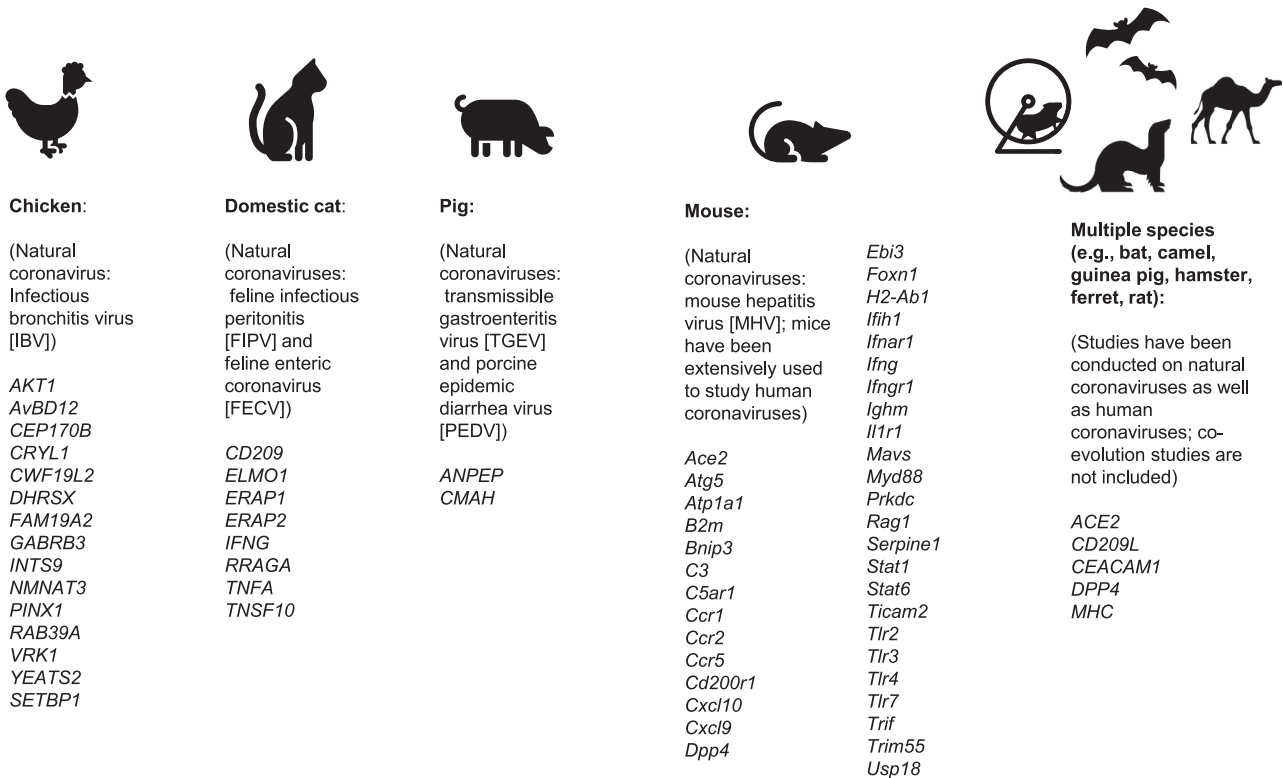 Chicken:
(Natural
coronavirus:
Infectious
bronchitis virus
[IBV])
AKT1
AvBD12
CEP170B
CRYL1
CWF19L2
DHRSX
FAM19A2
GABRB3
INTS9
NMNAT3
PINX1
RAB39A
VRK1
YEATS2
SETBP1
Domestic cat:
(Natural
coronaviruses:
feline infectious
peritonitis
[FIPV] and
feline enteric
coronavirus
[FECV])
CD209
ELMO1
ERAP1
ERAP2
IFNG
RRAGA
TNFA
TNSF10
Pig:
(Natural
coronaviruses:
transmissible
gastroenteritis
virus [TGEV]
and porcine
epidemic
diarrhea virus
[PEDV])
ANPEP
CMAH
Mouse:
(Natural
coronaviruses:
mouse hepatitis
virus [MHV]; mice
have been
extensively used
to study human
coronaviruses)
Ace2
Atg5
Atp1a1
B2m
Bnip3
C3
C5ar1
Ccr1
Ccr2
Ccr5
Cd200r1
Cxcl10
Cxcl9
Dpp4
Ebi3
Foxn1
H2-Ab1
Ifih1
Ifnar1
Ifng
Ifngr1
Ighm
Il1r1
Mavs
Myd88
Prkdc
Rag1
Serpine1
Stat1
Stat6
Ticam2
Tlr2
Tlr3
Tlr4
Tlr7
Trif
Trim55
Usp18
Multiple species
(e.g., bat, camel,
guinea pig, hamster,
ferret, rat):
(Studies have been
conducted on natural
coronaviruses as well
as human
coronaviruses; co-
evolution studies are
not included)
ACE2
CD209L
CEACAM1
DPP4
MHC